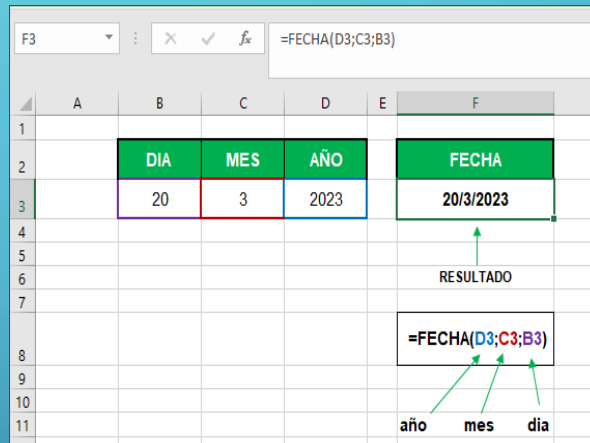 F3 fx =FECHA(D3;C3;B3)
A B C D E F
1
2 DIA MES AÑO FECHA
3 20 3 2023 20/3/2023
4
5
6 RESULTADO
7
8 =FECHA(D3;C3;B3)
9
10
11 año mes dia